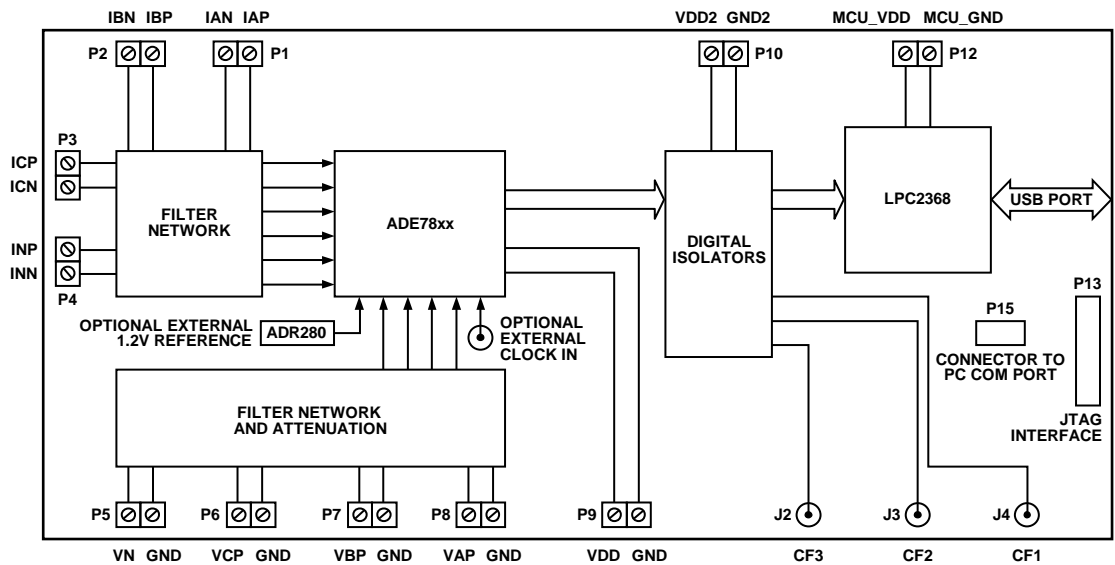 IBN IBP IAN IAP VDD2 GND2 MCU_VDD MCU_GND
P2 P1 P10 P12
P3
ICP
ICN
FILTER
NETWORK
ADE78xx
DIGITAL
ISOLATORS
LPC2368
USB PORT
INP
INN
P4
OPTIONAL EXTERNAL
1.2V REFERENCE
ADR280
OPTIONAL
EXTERNAL
CLOCK IN
P15
P13
CONNECTOR TO
PC COM PORT
JTAG
INTERFACE
FILTER NETWORK
AND ATTENUATION
P5 P6 P7 P8 P9 J2 J3 J4
VN GND VCP GND VBP GND VAP GND VDD GND CF3 CF2 CF1